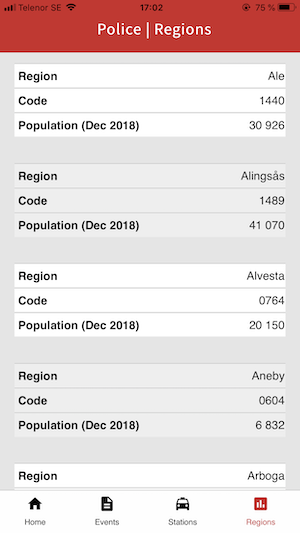 Telenor SE 17:02 75 %
Police | Regions
Region Ale
Code 1440
Population (Dec 2018) 30 926
Region Alingsås
Code 1489
Population (Dec 2018) 41 070
Region Alvesta
Code 0764
Population (Dec 2018) 20 150
Region Aneby
Code 0604
Population (Dec 2018) 6 832
Region Arboga
Home Events Stations Regions